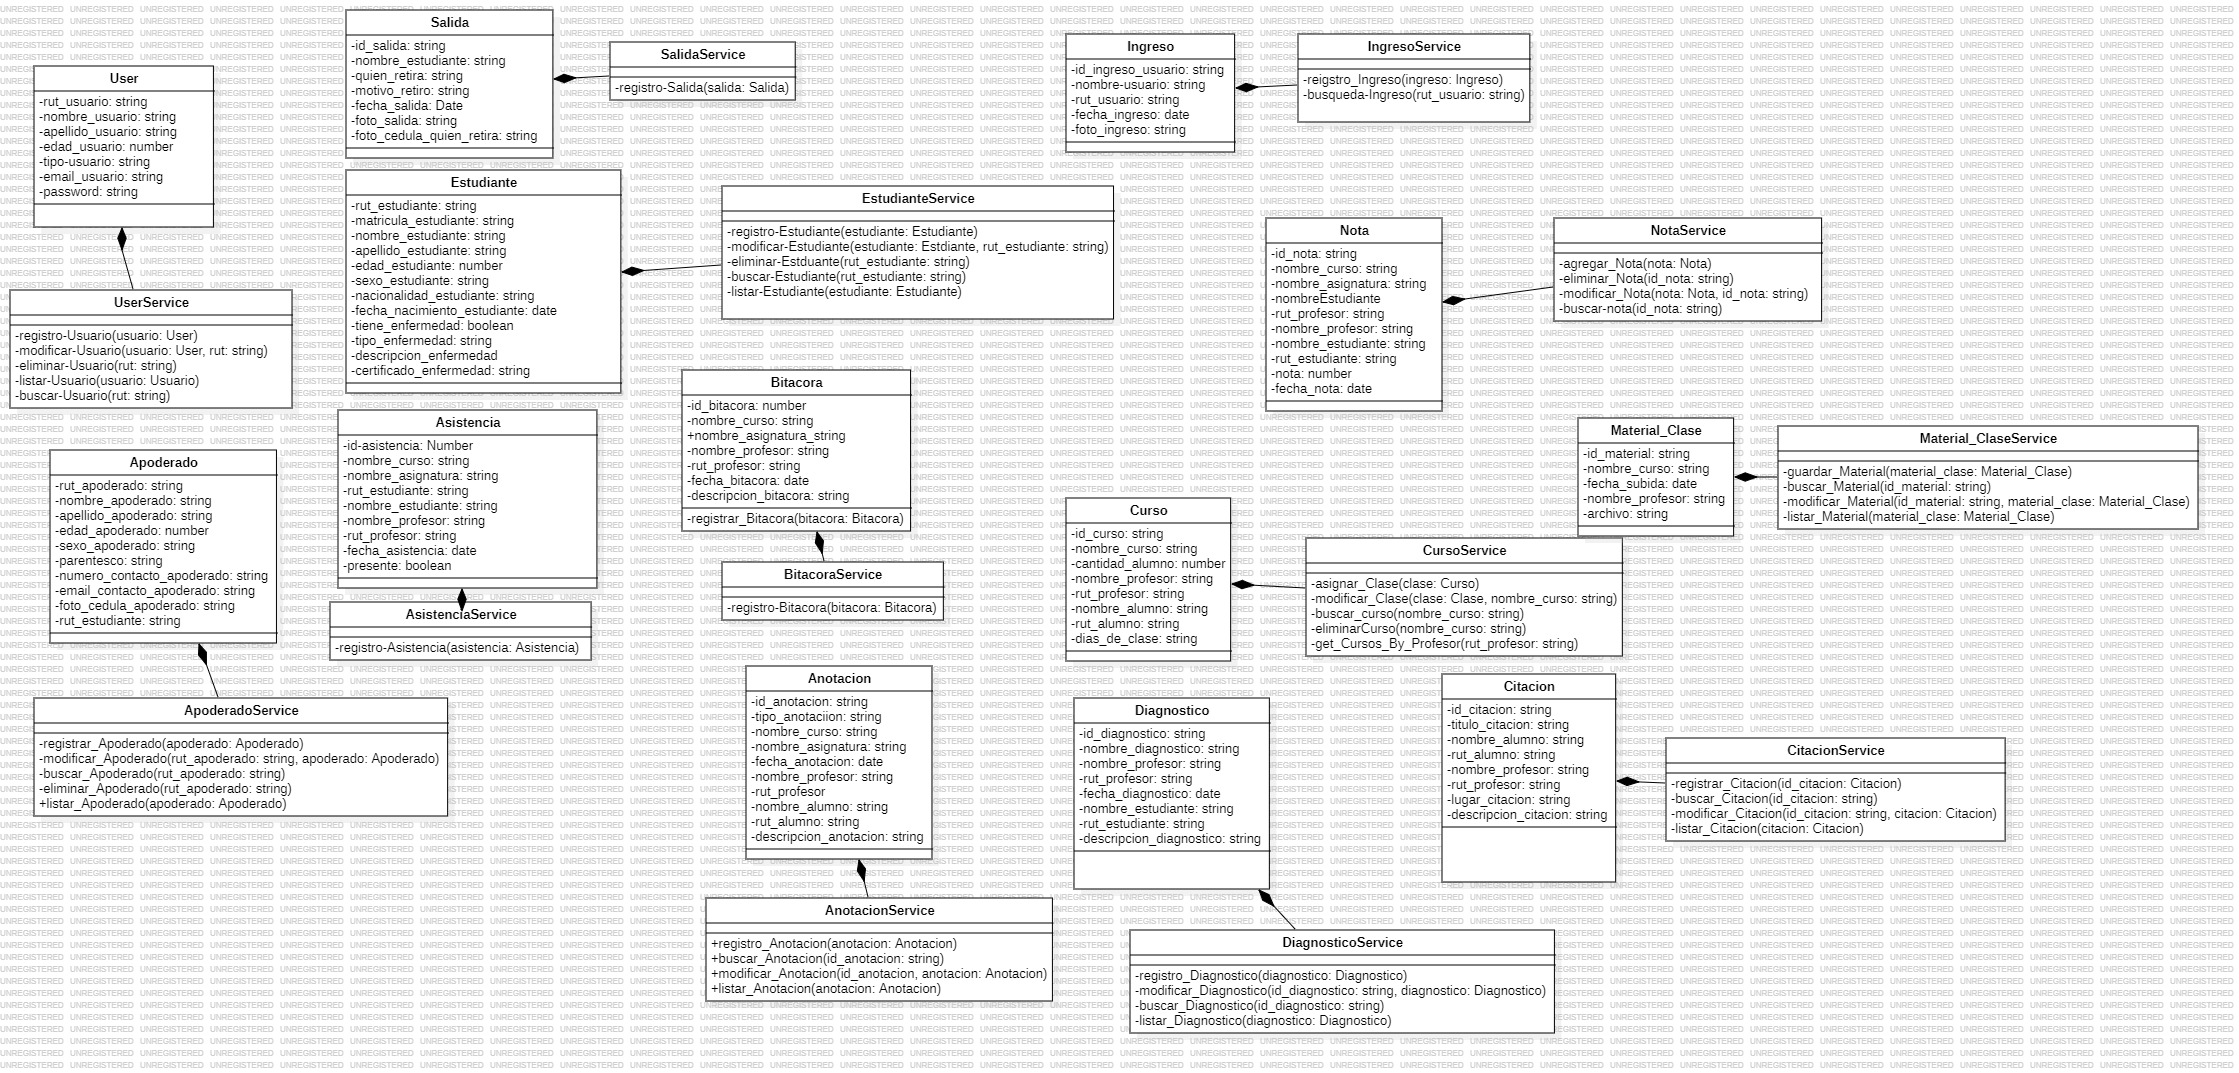 User
-rut_usuario: string
-nombre_usuario: string
-apellido_usuario: string
-edad_usuario: number
-tipo-usuario: string
-email_usuario: string
-password: string
UserService
-registro-Usuario(usuario: User)
-modificar-Usuario(usuario: User, rut: string)
-eliminar-Usuario(rut: string)
-listar-Usuario(usuario: Usuario)
-buscar-Usuario(rut: string)
Apoderado
-rut_apoderado: string
-nombre_apoderado: string
-apellido_apoderado: string
-edad_apoderado: number
-sexo_apoderado: string
-parentesco: string
-numero_contacto_apoderado: string
-email_contacto_apoderado: string
-foto_cedula_apoderado: string
-rut_estudiante: string
ApoderadoService
-registrar_Apoderado(apoderado: Apoderado)
-modificar_Apoderado(rut_apoderado: string, apoderado: Apoderado)
-buscar_Apoderado(rut_apoderado: string)
-eliminar_Apoderado(rut_apoderado: string)
+listar_Apoderado(apoderado: Apoderado)
Salida
-id_salida: string
-nombre_estudiante: string
-quien_retira: string
-motivo_retiro: string
-fecha_salida: Date
-foto_salida: string
-foto_cedula_quien_retira: string
SalidaService
-registro-Salida(salida: Salida)
Estudiante
-rut_estudiante: string
-matricula_estudiante: string
-nombre_estudiante: string
-apellido_estudiante: string
-edad_estudiante: number
-sexo_estudiante: string
-nacionalidad_estudiante: string
-fecha_nacimiento_estudiante: date
-tiene_enfermedad: boolean
-tipo_enfermedad: string
-descripcion_enfermedad
-certificado_enfermedad: string
EstudianteService
-registro-Estudiante(estudiante: Estudiante)
-modificar-Estudiante(estudiante: Estdiante, rut_estudiante: string)
-eliminar-Estduante(rut_estudiante: string)
-buscar-Estudiante(rut_estudiante: string)
-listar-Estudiante(estudiante: Estudiante)
Asistencia
-id-asistencia: Number
-nombre_curso: string
-nombre_asignatura: string
-rut_estudiante: string
-nombre_estudiante: string
-nombre_profesor: string
-rut_profesor: string
-fecha_asistencia: date
-presente: boolean
AsistenciaService
-registro-Asistencia(asistencia: Asistencia)
Bitacora
-id_bitacora: number
-nombre_curso: string
+nombre_asignatura_string
-nombre_profesor: string
-rut_profesor: string
-fecha_bitacora: date
-descripcion_bitacora: string
-registrar_Bitacora(bitacora: Bitacora)
BitacoraService
-registro-Bitacora(bitacora: Bitacora)
Anotacion
-id_anotacion: string
-tipo_anotaciion: string
-nombre_curso: string
-nombre_asignatura: string
-fecha_anotacion: date
-nombre_profesor: string
-rut_profesor
-nombre_alumno: string
-rut_alumno: string
-descripcion_anotacion: string
AnotacionService
+registro_Anotacion(anotacion: Anotacion)
+buscar_Anotacion(id_anotacion: string)
+modificar_Anotacion(id_anotacion, anotacion: Anotacion)
+listar_Anotacion(anotacion: Anotacion)
Ingreso
-id_ingreso_usuario: string
-nombre-usuario: string
-rut_usuario: string
-fecha_ingreso: date
-foto_ingreso: string
IngresoService
-reigstro_Ingreso(ingreso: Ingreso)
-busqueda-Ingreso(rut_usuario: string)
Nota
-id_nota: string
-nombre_curso: string
-nombre_asignatura: string
-nombreEstudiante
-rut_profesor: string
-nombre_profesor: string
-nombre_estudiante: string
-rut_estudiante: string
-nota: number
-fecha_nota: date
NotaService
-agregar_Nota(nota: Nota)
-eliminar_Nota(id_nota: string)
-modificar_Nota(nota: Nota, id_nota: string)
-buscar-nota(id_nota: string)
Material_Clase
-id_material: string
-nombre_curso: string
-fecha_subida: date
-nombre_profesor: string
-archivo: string
Material_ClaseService
-guardar_Material(material_clase: Material_Clase)
-buscar_Material(id_material: string)
-modificar_Material(id_material: string, material_clase: Material_Clase)
-listar_Material(material_clase: Material_Clase)
Curso
-id_curso: string
-nombre_curso: string
-cantidad_alumno: number
-nombre_profesor: string
-rut_profesor: string
-nombre_alumno: string
-rut_alumno: string
-dias_de_clase: string
CursoService
-asignar_Clase(clase: Curso)
-modificar_Clase(clase: Clase, nombre_curso: string)
-buscar_curso(nombre_curso: string)
-eliminarCurso(nombre_curso: string)
-get_Cursos_By_Profesor(rut_profesor: string)
Diagnostico
-id_diagnostico: string
-nombre_diagnostico: string
-nombre_profesor: string
-rut_profesor: string
-fecha_diagnostico: date
-nombre_estudiante: string
-rut_estudiante: string
-descripcion_diagnostico: string
DiagnosticoService
-registro_Diagnostico(diagnostico: Diagnostico)
-modificar_Diagnostico(id_diagnostico: string, diagnostico: Diagnostico)
-buscar_Diagnostico(id_diagnostico: string)
-listar_Diagnostico(diagnostico: Diagnostico)
Citacion
-id_citacion: string
-titulo_citacion: string
-nombre_alumno: string
-rut_alumno: string
-nombre_profesor: string
-rut_profesor: string
-lugar_citacion: string
-descripcion_citacion: string
CitacionService
-registrar_Citacion(id_citacion: Citacion)
-buscar_Citacion(id_citacion: string)
-modificar_Citacion(id_citacion: string, citacion: Citacion)
-listar_Citacion(citacion: Citacion)
UNREGISTERED